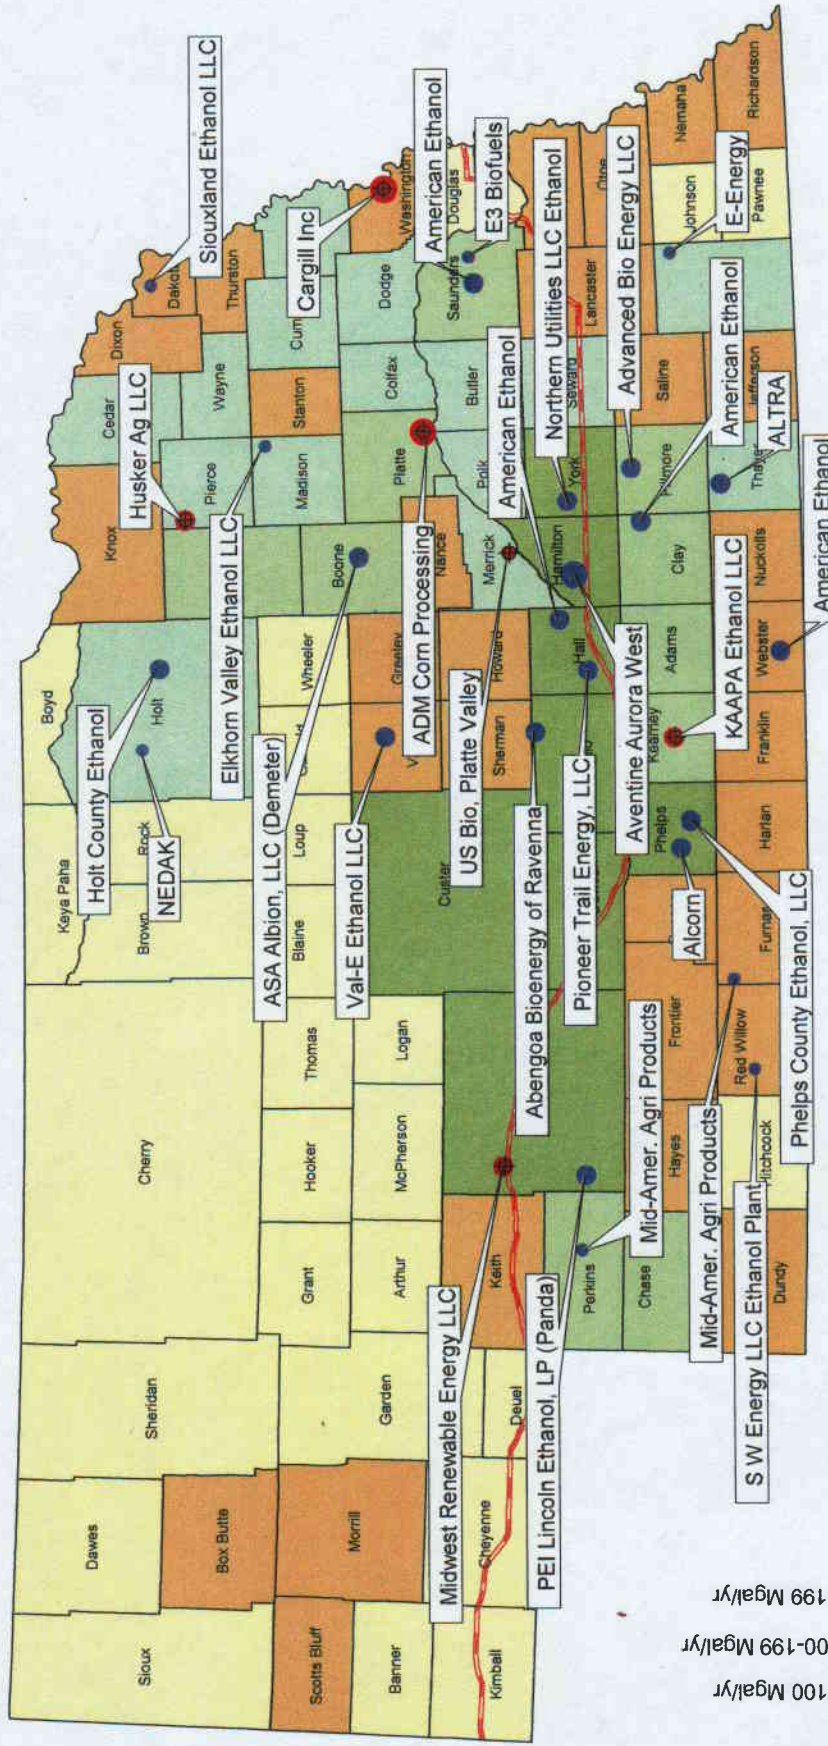 Sioux
Dawes
Sheridan
Cherry
Keya Paha
Boyd
Knox
Cedar
Dixon
Dakota
Siouxland Ethanol LLC
Box Butte
Brown
Rock
Holt
Holt County Ethanol
NEDAK
Husker Ag LLC
Pierce
Wayne
Thurston
Scotts Bluff
Morrill
Garden
Grant
Hooker
Thomas
Blaine
Loup
Wheeler
Elkhorn Valley Ethanol LLC
Madison
Stanton
Cum
Cargill Inc
Washington
Banner
Arthur
McPherson
Logan
Custer
ASA Albion, LLC (Demeter)
Val-E Ethanol LLC
Greeley
Boone
Platte
Colfax
Dodge
ADM Corn Processing
Nance
Douglas
American Ethanol
E3 Biofuels
Kimball
Cheyenne
Deuel
Keith
Midwest Renewable Energy LLC
Sherman
Howard
Merrick
US Bio, Platte Valley
Polk
Butler
Saunders
Abengoa Bioenergy of Ravenna
American Ethanol
Northern Utilities LLC Ethanol
PEI Lincoln Ethanol, LP (Panda)
Perkins
Mid-Amer. Agri Products
Pioneer Trail Energy, LLC
Hall
Hamilton
Aventine Aurora West
York
Seward
Lancaster
Advanced Bio Energy LLC
Chase
Hayes
Frontier
Alcorn
Phelps
Kearney
Adams
Clay
Fillmore
Saline
American Ethanol
Johnson
Nemaha
E-Energy
KAAPA Ethanol LLC
Dundy
Hitchcock
Red Willow
Furnas
Harlan
Franklin
Webster
Nuckolls
Thayer
Jefferson
ALTRA
Pawnee
Richardson
Mid-Amer. Agri Products
S W Energy LLC Ethanol Plant
Phelps County Ethanol, LLC
American Ethanol
100 Mgal/yr
00-199 Mgal/yr
199 Mgal/yr